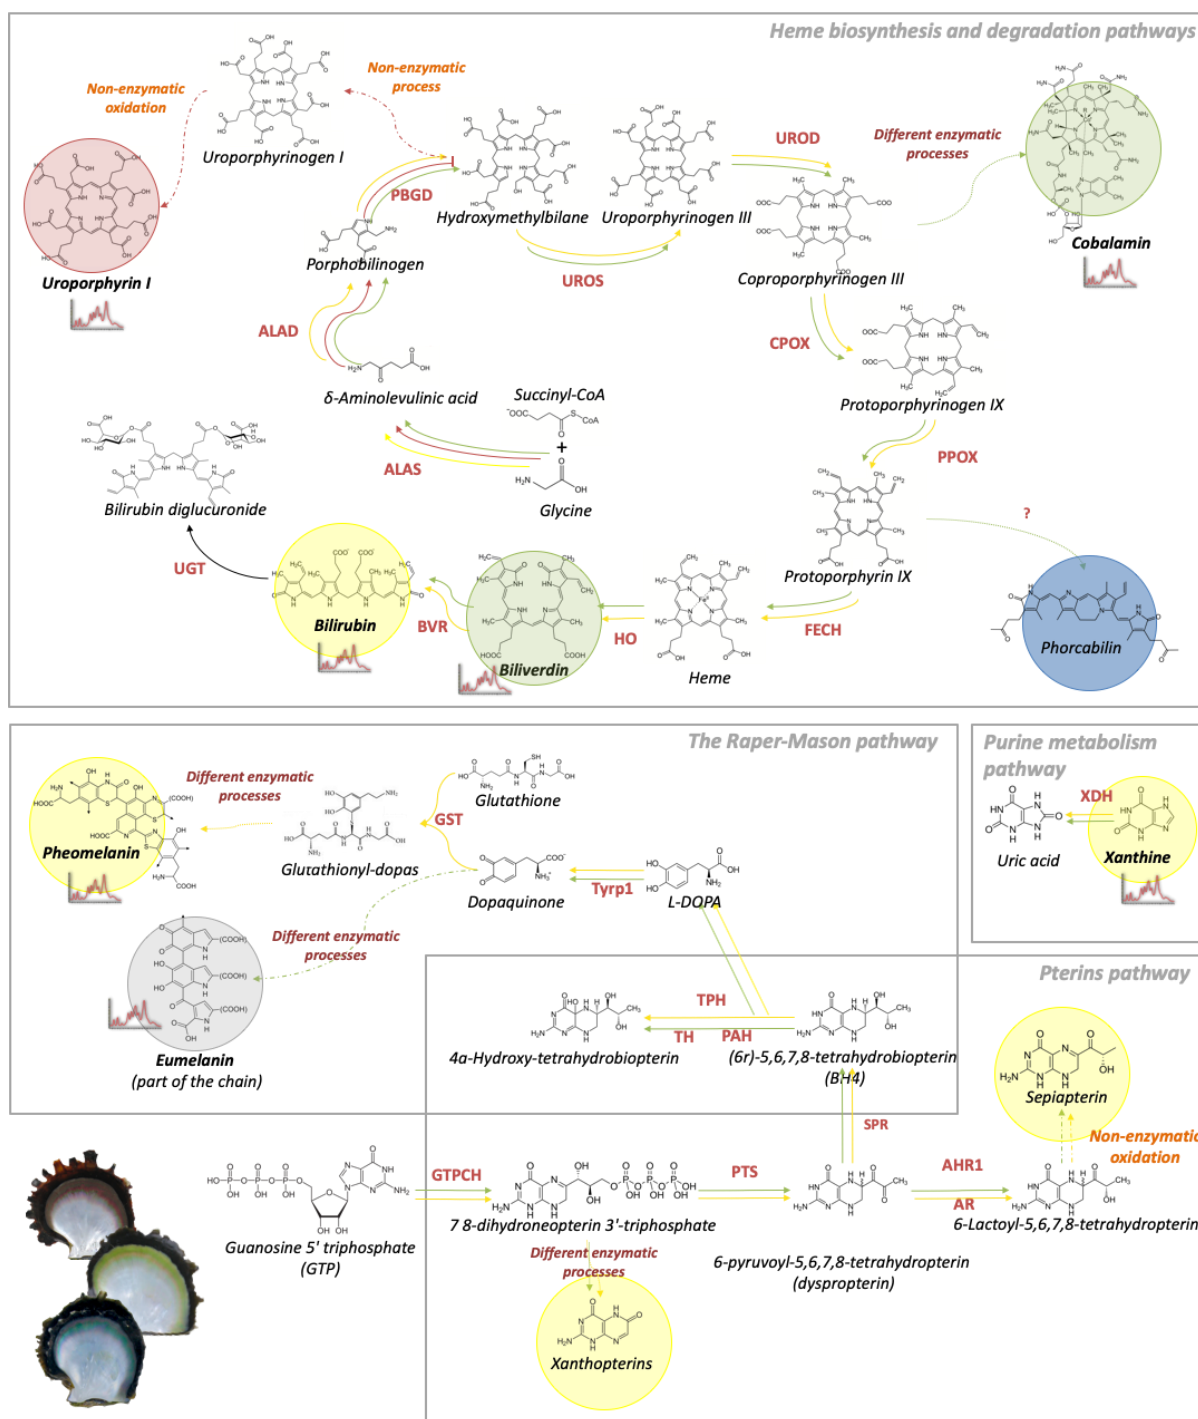 Heme biosynthesis and degradation pathways
Non-enzymatic
oxidation
Non-enzymatic
process
Uroporphyrinogen I
Uroporphyrin I
PBGD
Hydroxymethylbilane
Uroporphyrinogen III
UROD
Different enzymatic
processes
Cobalamin
Porphobilinogen
UROS
Coproporphyrinogen III
ALAD
CPOX
δ-Aminolevulinic acid
Succinyl-CoA
+
Glycine
ALAS
Protoporphyrinogen IX
PPOX
Bilirubin diglucuronide
UGT
Bilirubin
BVR
Biliverdin
HO
Heme
FECH
Protoporphyrin IX
?
Phorcabilin
The Raper-Mason pathway
Different enzymatic
processes
Pheomelanin
Glutathionyl-dopas
GST
Glutathione
Dopaquinone
Tyrp1
L-DOPA
Different enzymatic
processes
Eumelanin
(part of the chain)
Purine metabolism
pathway
XDH
Uric acid
Xanthine
Pterins pathway
TPH
TH
PAH
4a-Hydroxy-tetrahydrobiopterin
(6r)-5,6,7,8-tetrahydrobiopterin
(BH4)
Sepiapterin
SPR
Non-enzymatic
oxidation
GTPCH
PTS
AHR1
AR
Guanosine 5' triphosphate
(GTP)
7 8-dihydroneopterin 3'-triphosphate
6-pyruvoyl-5,6,7,8-tetrahydropterin
(dyspropterin)
6-Lactoyl-5,6,7,8-tetrahydropterin
Different enzymatic
processes
Xanthopterins